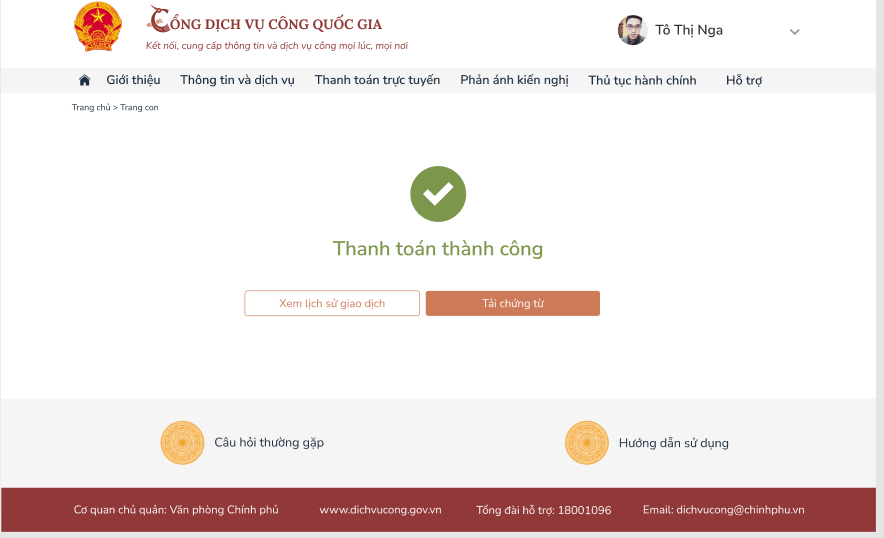 CỔNG DỊCH VỤ CÔNG QUỐC GIA
Kết nối, cung cấp thông tin và dịch vụ công mọi lúc, mọi nơi
Tô Thị Nga
Giới thiệu Thông tin và dịch vụ Thanh toán trực tuyến Phản ánh kiến nghị Thủ tục hành chính Hỗ trợ
Trang chủ > Trang con
Thanh toán thành công
Xem lịch sử giao dịch Tải chứng từ
Câu hỏi thường gặp Hướng dẫn sử dụng
Cơ quan chủ quản: Văn phòng Chính phủ www.dichvucong.gov.vn Tổng đài hỗ trợ: 18001096 Email: dichvucong@chinhphu.vn